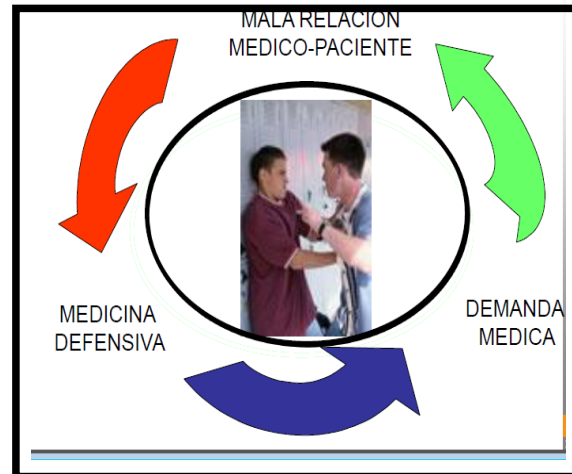 MALA RELACION
MEDICO-PACIENTE
MEDICINA
DEFENSIVA
DEMANDA
MEDICA